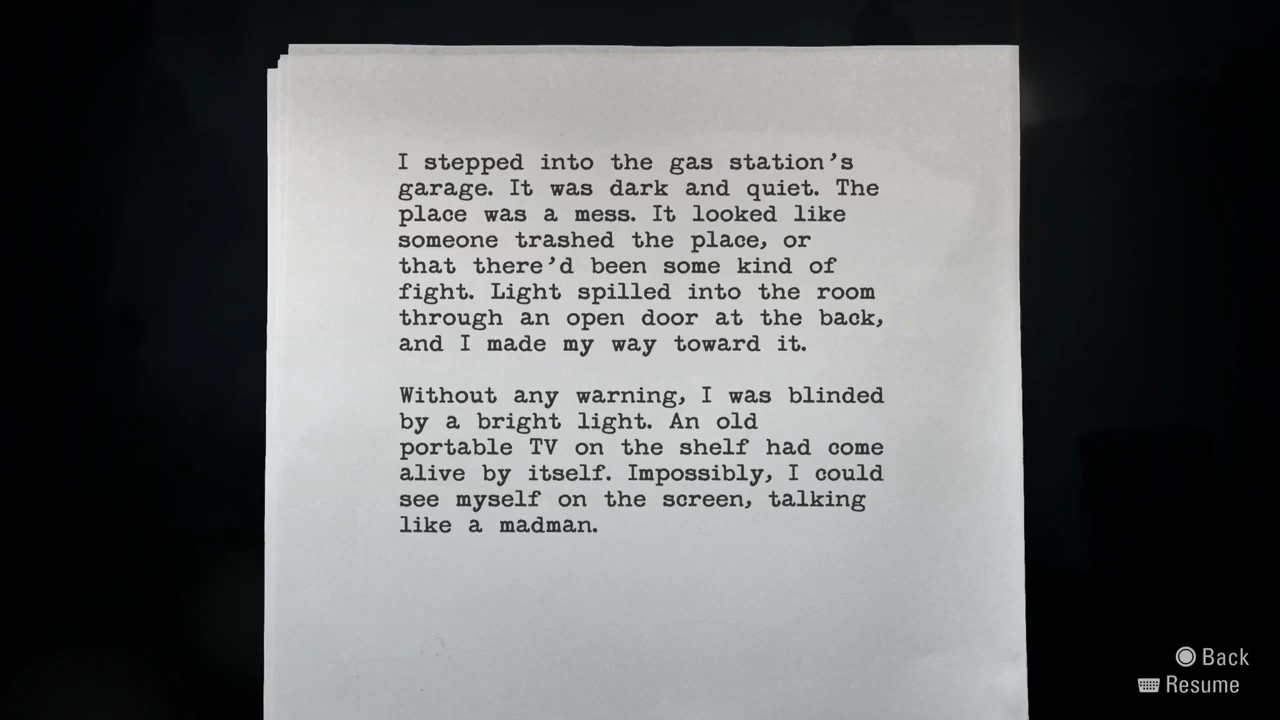 I stepped into the gas station’s
garage. It was dark and quiet. The
place was a mess. It looked like
someone trashed the place, or
that there’d been some kind of
fight. Light spilled into the room
through an open door at the back,
and I made my way toward it.
Without any warning, I was blinded
by a bright light. An old
portable TV on the shelf had come
alive by itself. Impossibly, I could
see myself on the screen, talking
like a madman.
Back
Resume